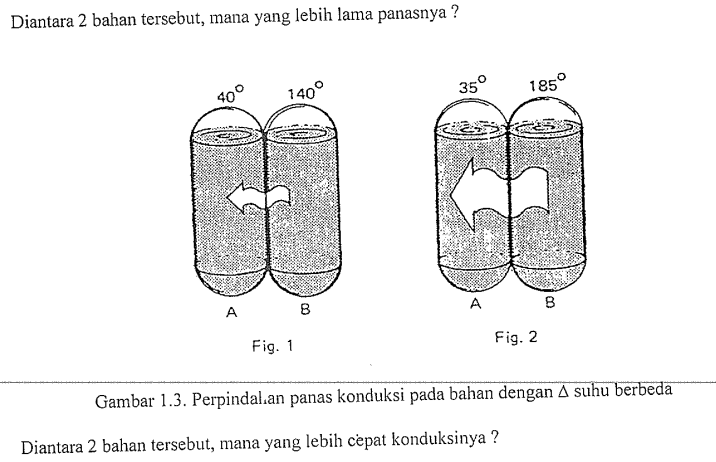 Diantara 2 bahan tersebut, mana yang lebih lama panasnya ?
40° 140° 35° 185°
A B A B
Fig. 1 Fig. 2
Gambar 1.3. Perpindahan panas konduksi pada bahan dengan Δ suhu berbeda
Diantara 2 bahan tersebut, mana yang lebih cepat konduksinya ?